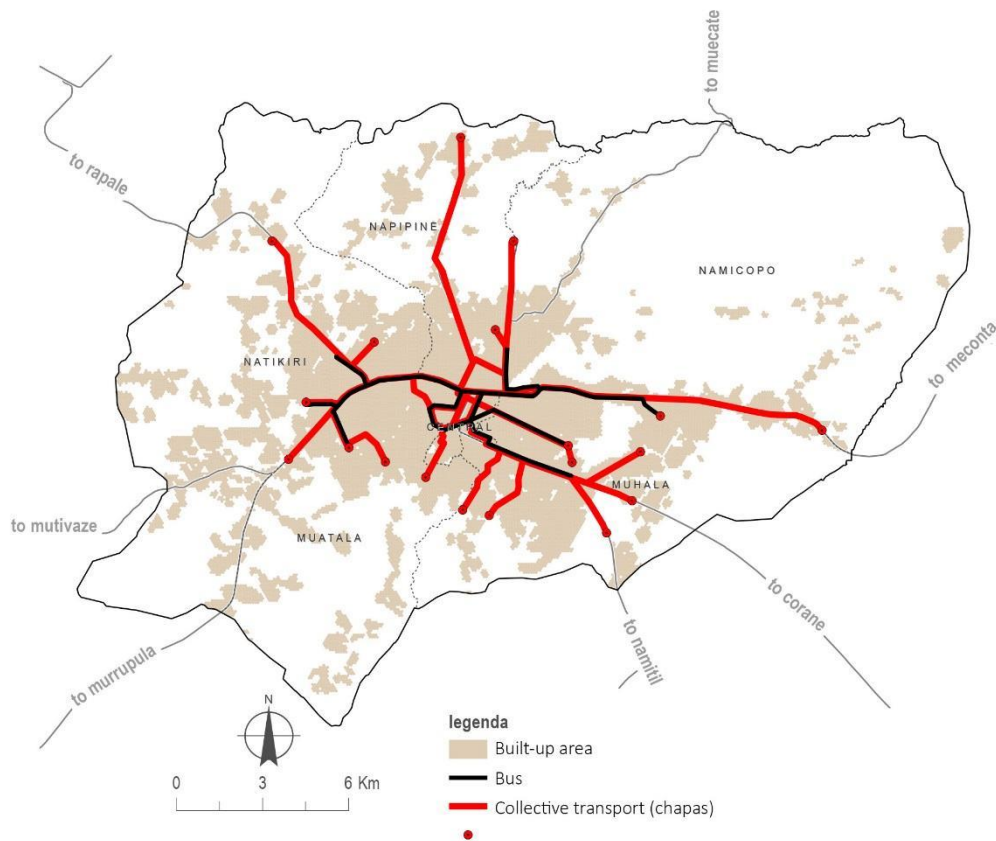 to muecate
to rapale
NAPIPINE
NAMICOPO
to meconta
NATIKIRI
CENTRAL
MUHALA
to mutivaze
MUATALA
to corane
to namitil
to murrupula
N
legenda
Built-up area
0 3 6 Km
Bus
Collective transport (chapas)